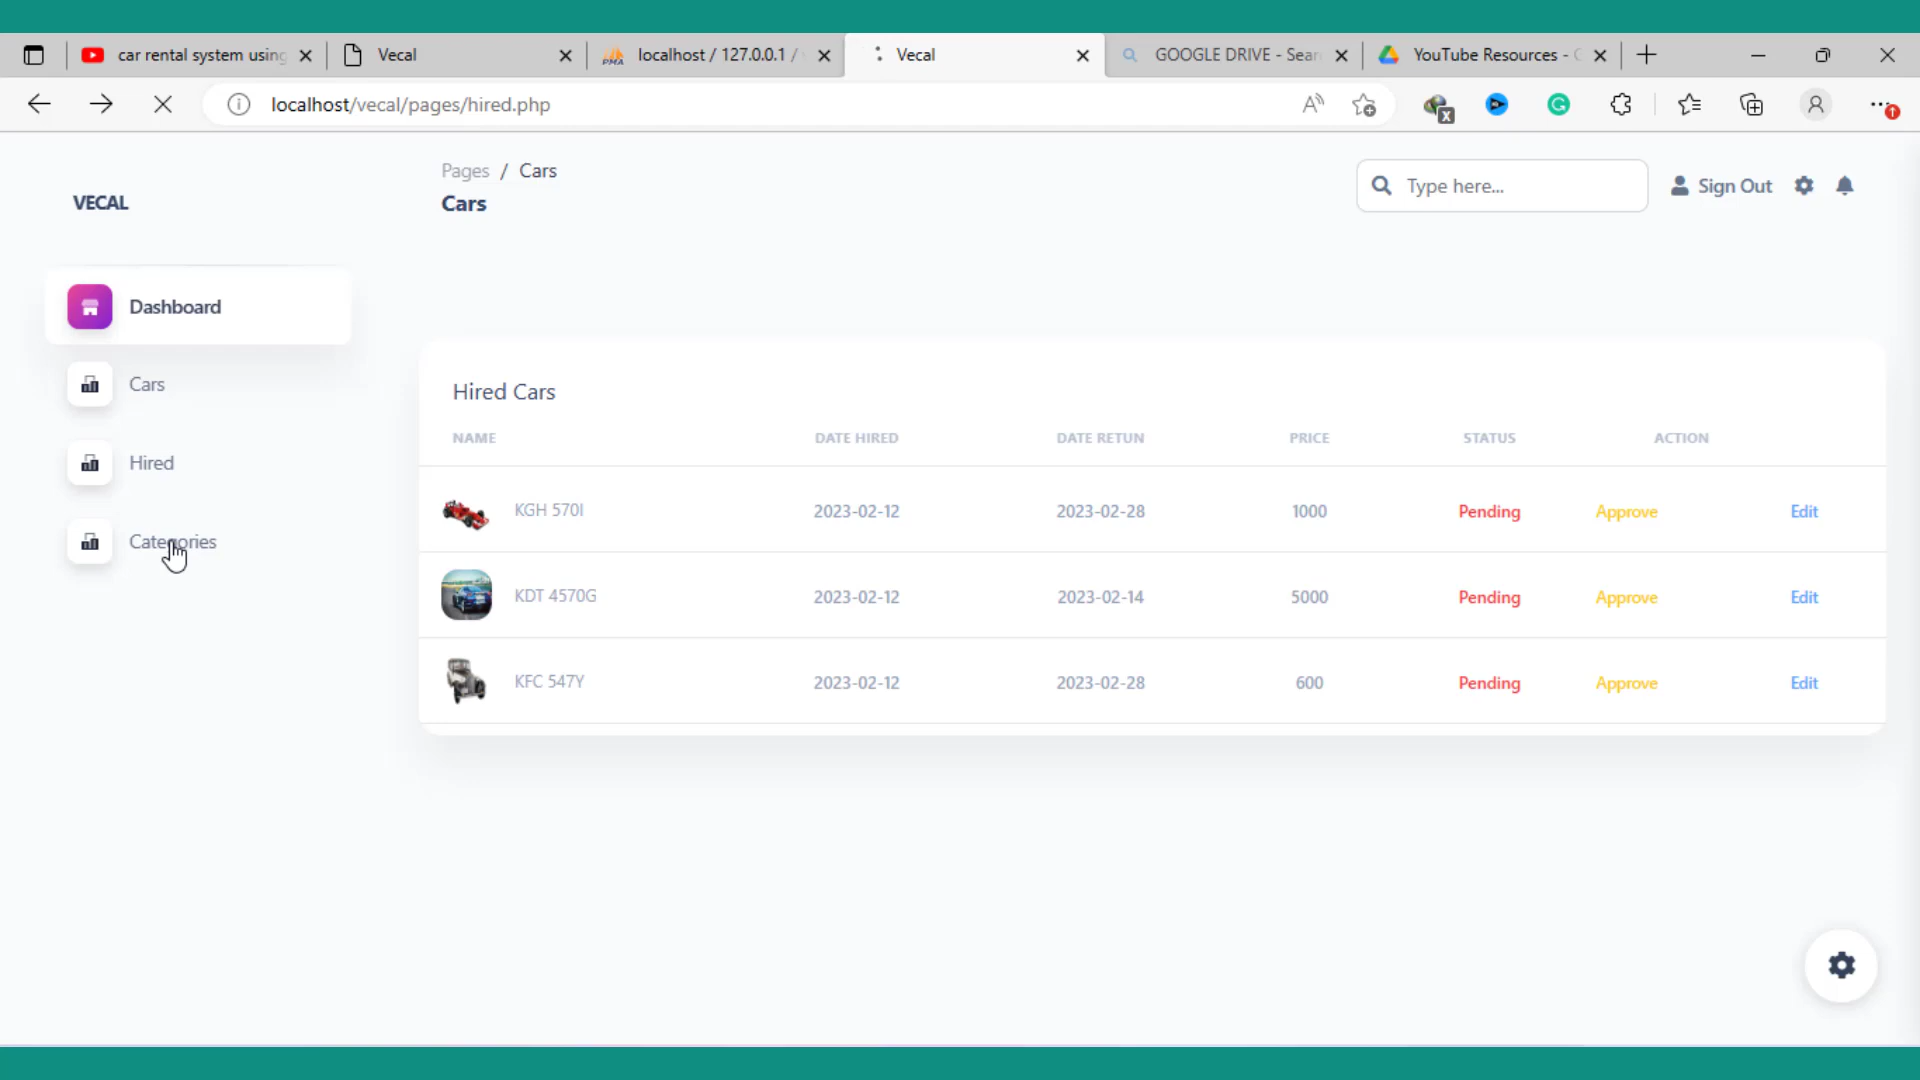 car rental system using
Vecal
localhost / 127.0.0.1 /
Vecal
GOOGLE DRIVE - Sear
YouTube Resources -
localhost/vecal/pages/hired.php
VECAL
Pages / Cars
Cars
Type here...
Sign Out
Dashboard
Cars
Hired
Categories
Hired Cars
NAME DATE HIRED DATE RETUN PRICE STATUS ACTION
KGH 570I 2023-02-12 2023-02-28 1000 Pending Approve Edit
KDT 4570G 2023-02-12 2023-02-14 5000 Pending Approve Edit
KFC 547Y 2023-02-12 2023-02-28 600 Pending Approve Edit